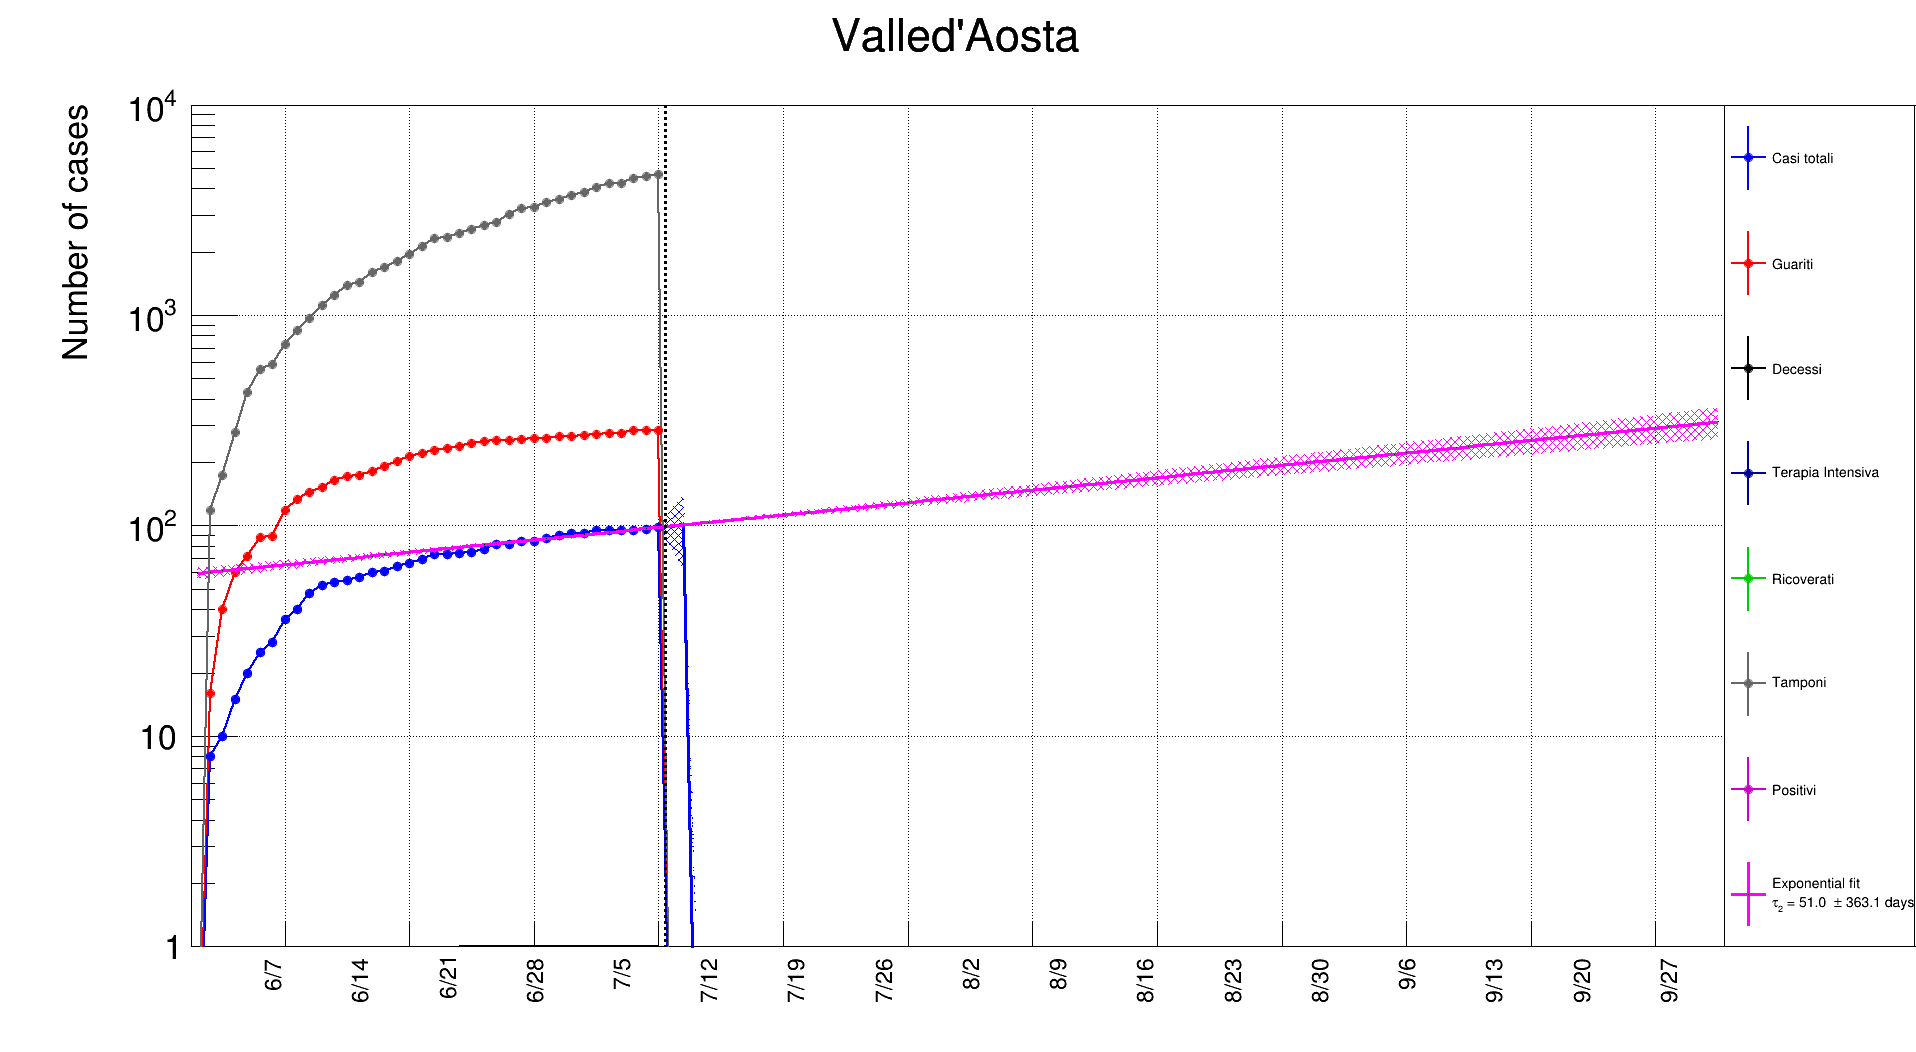 Valled'Aosta
Number of cases
10^4
10^3
10^2
10
1
6/7
6/14
6/21
6/28
7/5
7/12
7/19
7/26
8/2
8/9
8/16
8/23
8/30
9/6
9/13
9/20
9/27
Casi totali
Guariti
Decessi
Terapia Intensiva
Ricoverati
Tamponi
Positivi
Exponential fit
τ_2 = 51.0 ± 363.1 days